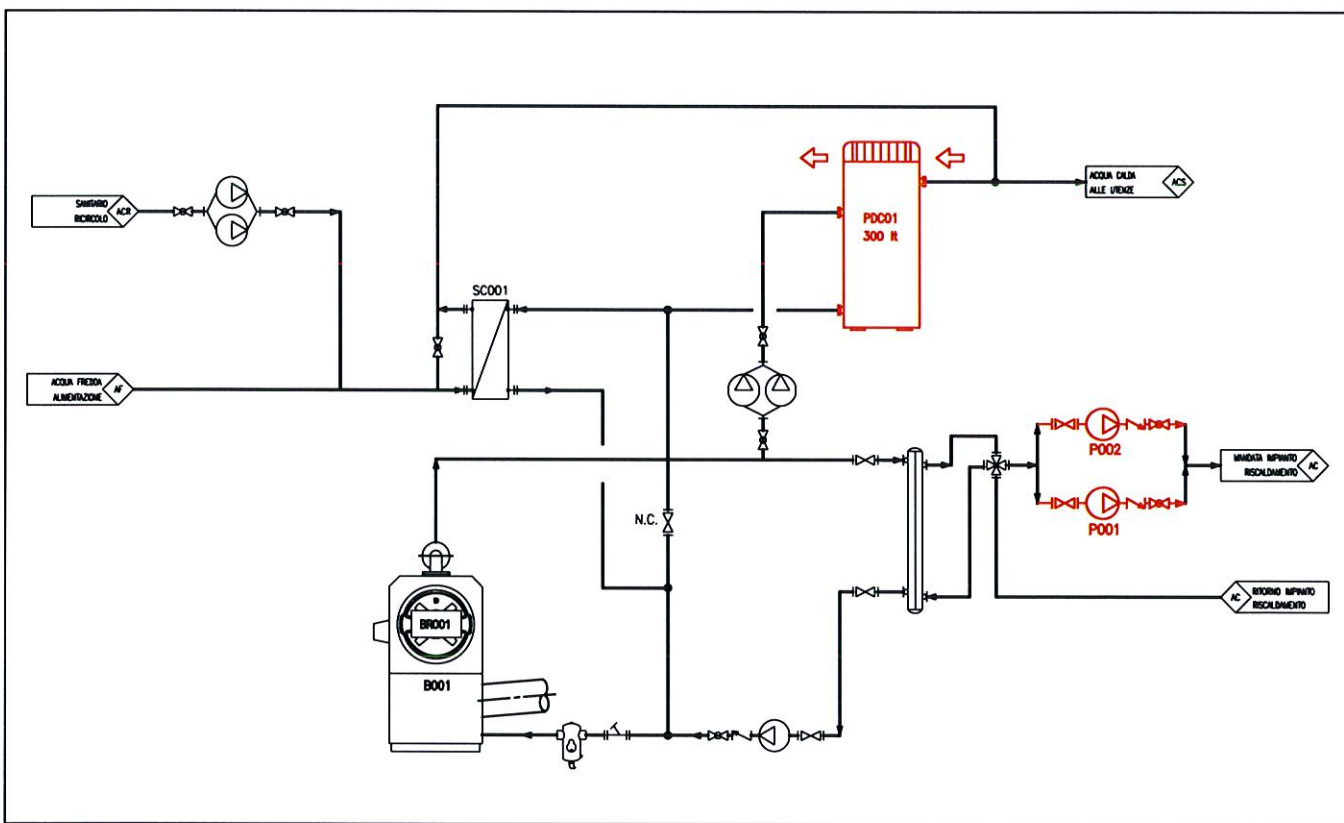 ACQUA CALDA
ALLE UTENZE
ACS
SANITARIO
RICIRCOLO
ACR
PDC01
300 lt
SC001
ACQUA FREDDA
ALIMENTAZIONE
AF
P002
MANDATA IMPIANTO
RISCALDAMENTO
AC
P001
N.C.
AC
RITORNO IMPIANTO
RISCALDAMENTO
BR001
B001